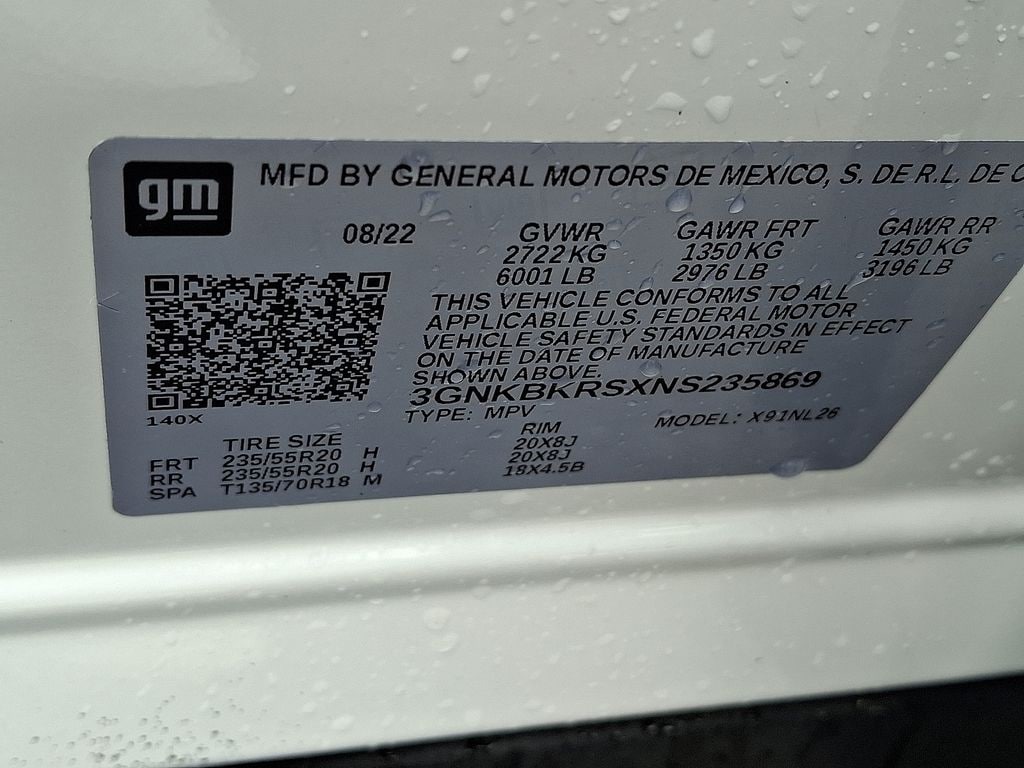 gm
MFD BY GENERAL MOTORS DE MEXICO, S. DE R.L. DE C
08/22 GVWR GAWR FRT GAWR RR
2722 KG 1350 KG 1450 KG
6001 LB 2976 LB 3196 LB
THIS VEHICLE CONFORMS TO ALL
APPLICABLE U.S. FEDERAL MOTOR
VEHICLE SAFETY STANDARDS IN EFFECT
ON THE DATE OF MANUFACTURE
SHOWN ABOVE.
3GNKBKRSXNS235869
TYPE: MPV MODEL: X91NL26
140X
TIRE SIZE RIM
FRT 235/55R20 H 20X8J
RR 235/55R20 H 20X8J
SPA T135/70R18 M 18X4.5B